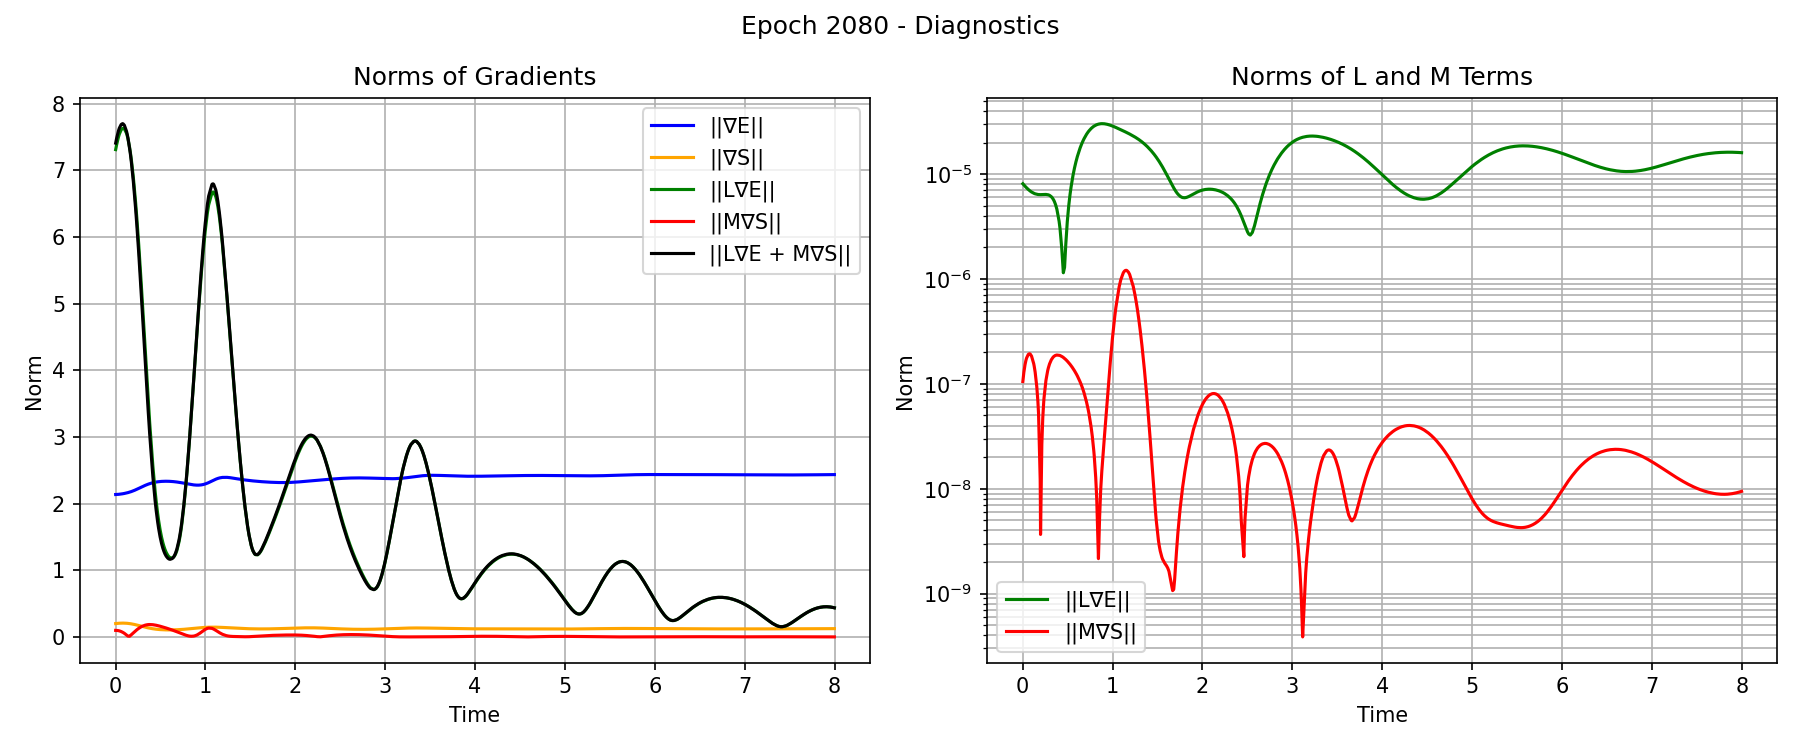 Epoch 2080 - Diagnostics
Norms of Gradients
Norm
8
7
6
5
4
3
2
1
0
||∇E||
||∇S||
||L∇E||
||M∇S||
||L∇E + M∇S||
0 1 2 3 4 5 6 7 8
Time
Norms of L and M Terms
Norm
10⁻⁵
10⁻⁶
10⁻⁷
10⁻⁸
10⁻⁹
||L∇E||
||M∇S||
0 1 2 3 4 5 6 7 8
Time